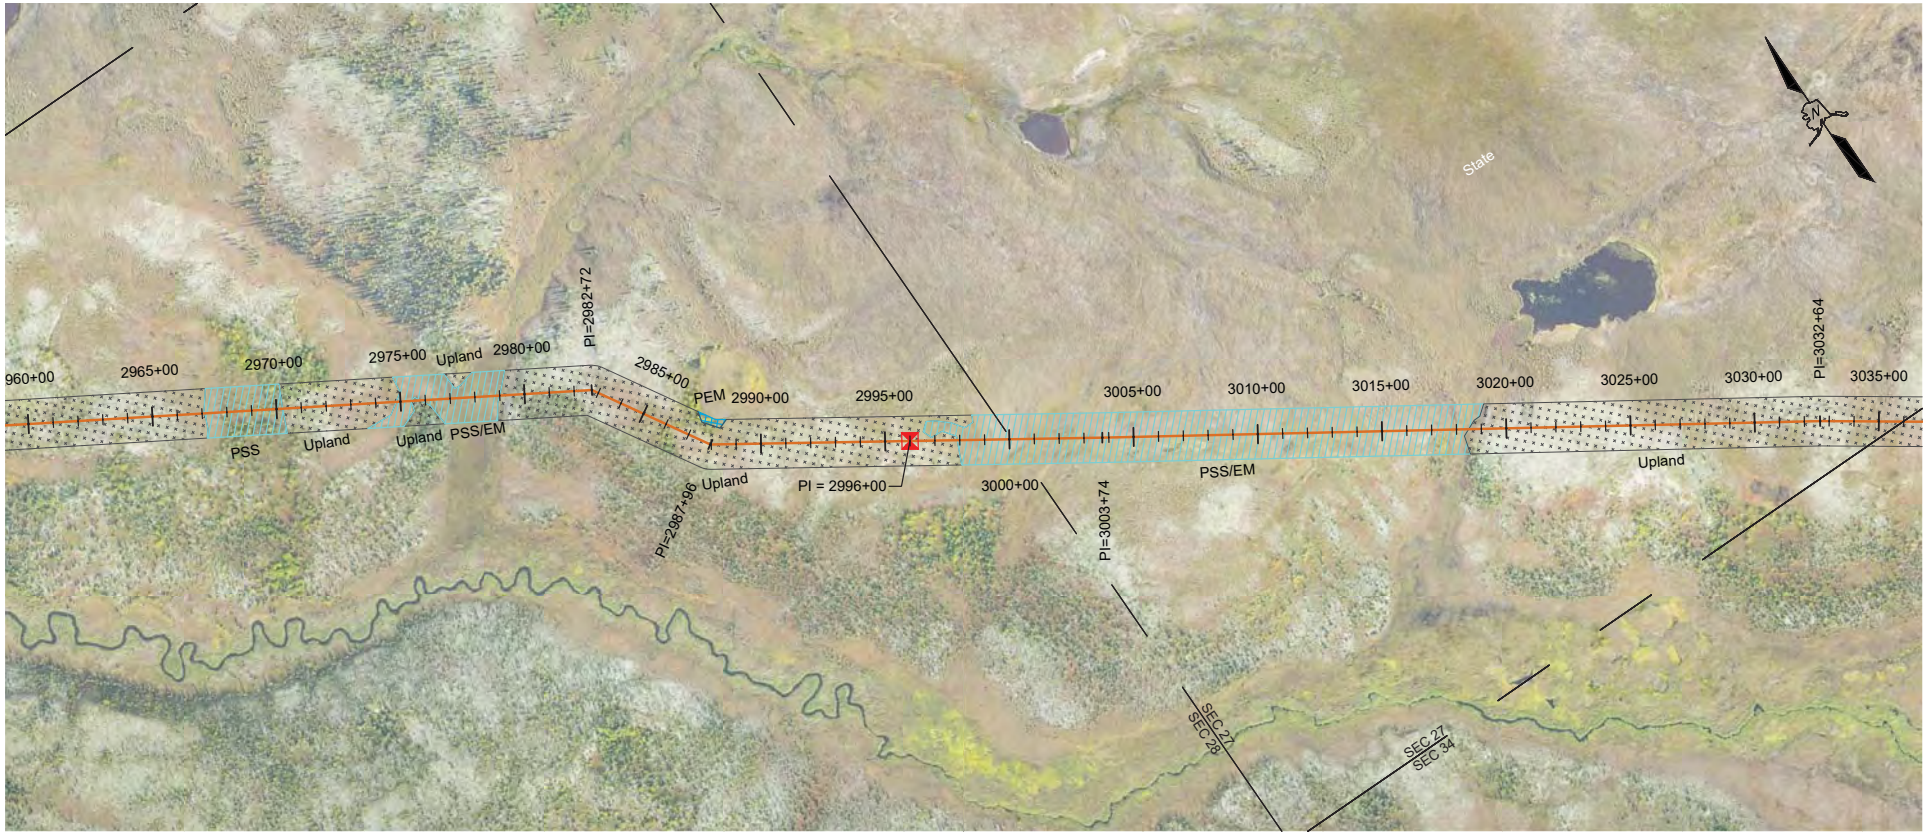 N
State
PI=2982+72
PI=3032+64
960+00
2965+00
2970+00
2975+00
Upland
2980+00
2985+00
PEM
2990+00
2995+00
3005+00
3010+00
3015+00
3020+00
3025+00
3030+00
3035+00
PSS
Upland
Upland
PSS/EM
PI=2987+96
Upland
PI = 2996+00
3000+00
PI=3003+74
PSS/EM
Upland
SEC 27
SEC 28
SEC 27
SEC 34